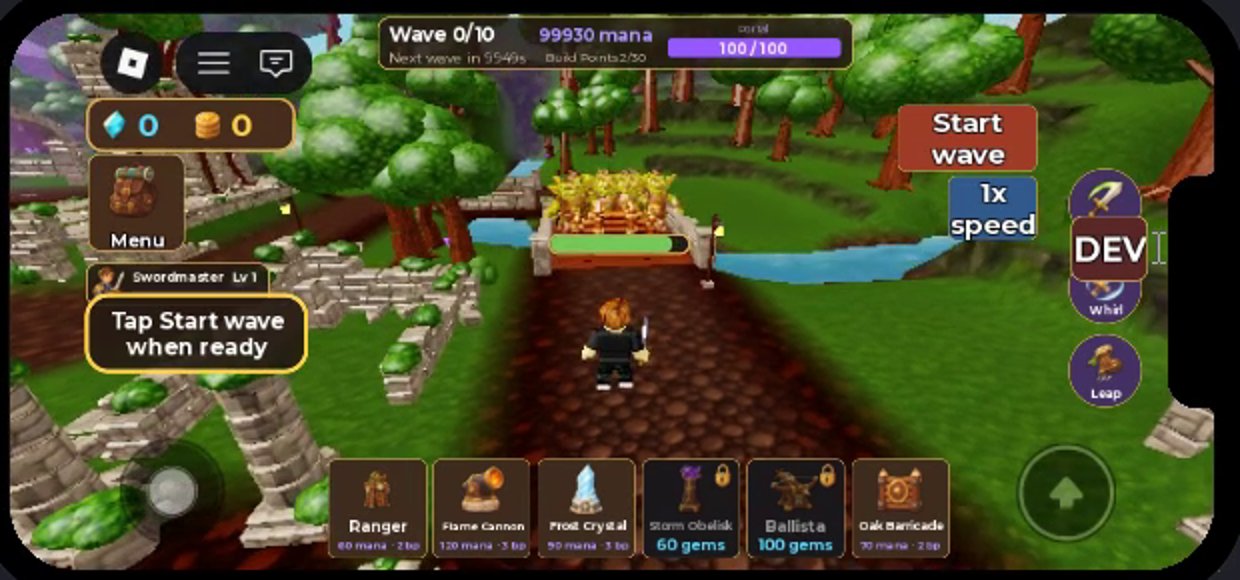 Wave 0/10
99930 mana
Portal
100/100
Next wave in 9949s
Build Points 2/30
0
0
Start
wave
1x
speed
Menu
DEV
Swordmaster Lv 1
Whirl
Tap Start wave
when ready
Leap
Ranger
60 mana · 2 bp
Flame Cannon
120 mana · 3 bp
Frost Crystal
90 mana · 3 bp
Storm Obelisk
60 gems
Ballista
100 gems
Oak Barricade
70 mana · 2 bp